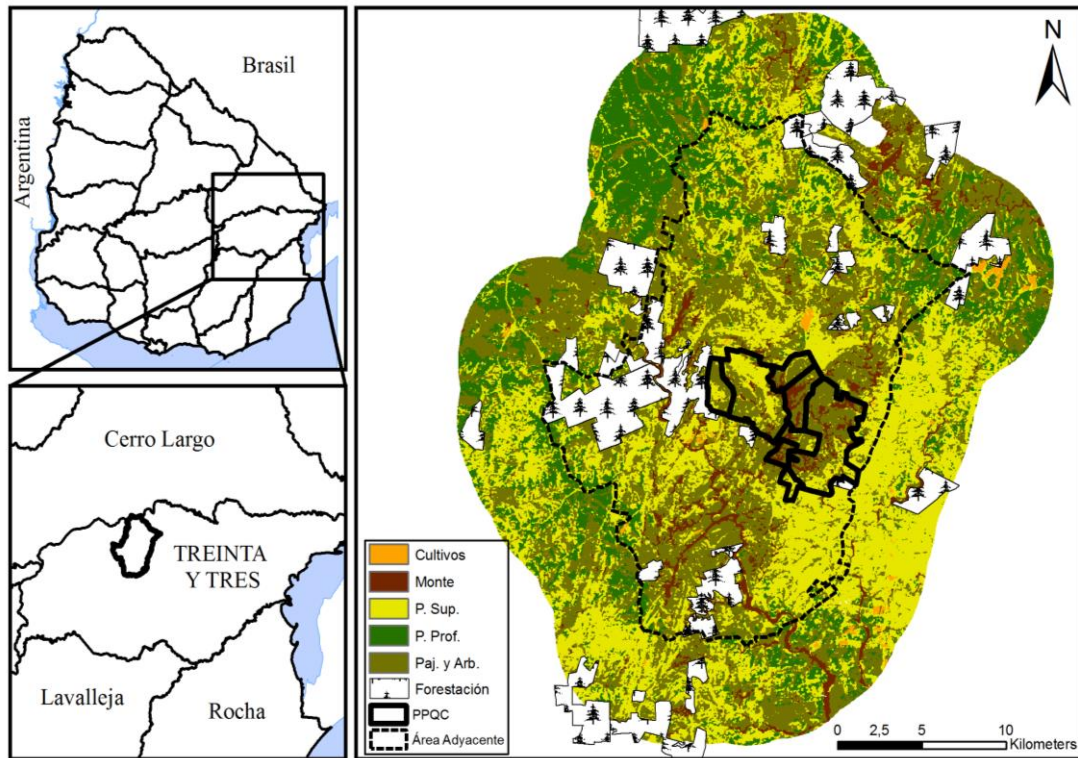 Brasil
Argentina
Cerro Largo
TREINTA
Y TRES
Lavalleja
Rocha
N
Cultivos
Monte
P. Sup.
P. Prof.
Paj. y Arb.
Forestación
PPQC
Área Adyacente
0 2,5 5 10
Kilometers